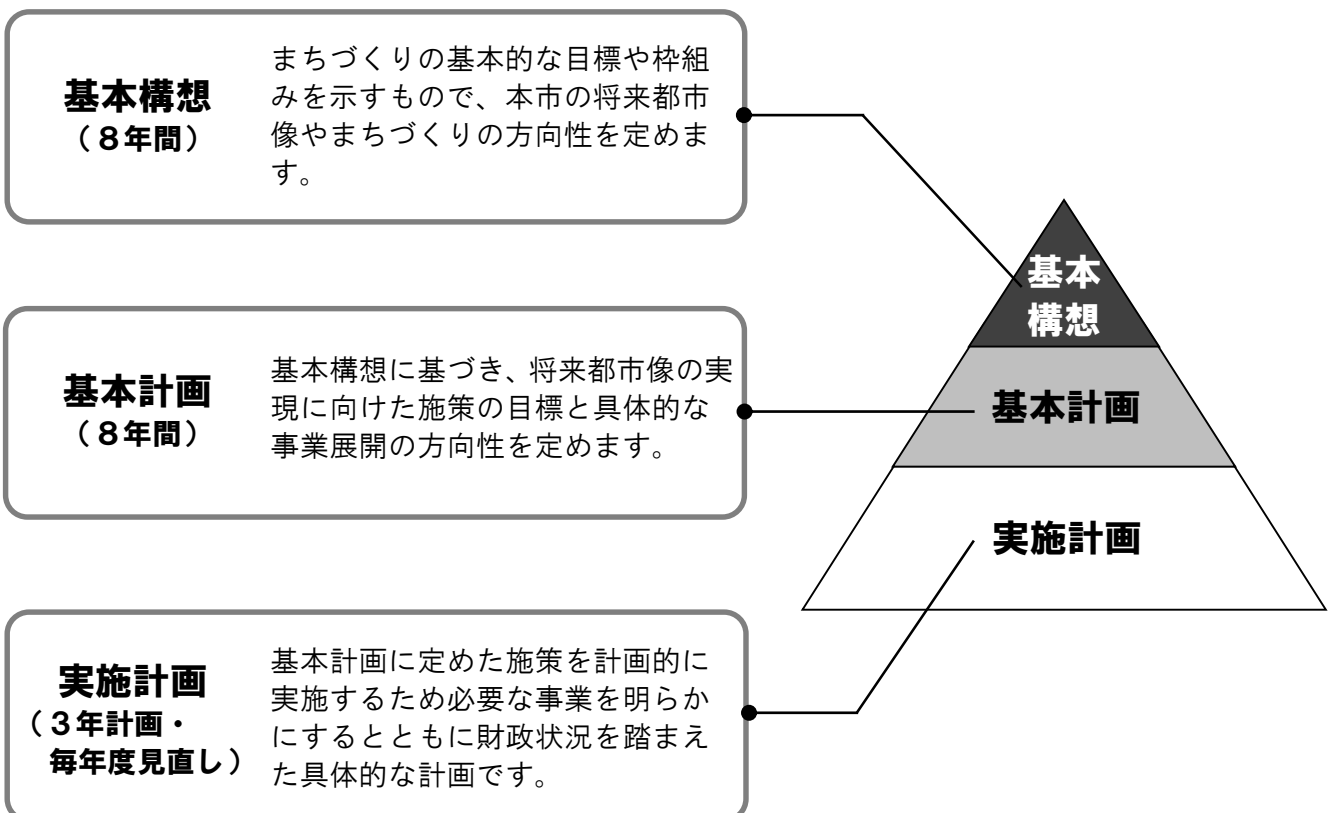 基本構想
（８年間）
まちづくりの基本的な目標や枠組
みを示すもので、本市の将来都市
像やまちづくりの方向性を定めま
す。
基本計画
（８年間）
基本構想に基づき、将来都市像の実
現に向けた施策の目標と具体的な
事業展開の方向性を定めます。
実施計画
（３年計画・
毎年度見直し）
基本計画に定めた施策を計画的に
実施するため必要な事業を明らか
にするとともに財政状況を踏まえ
た具体的な計画です。
基本
構想
基本計画
実施計画